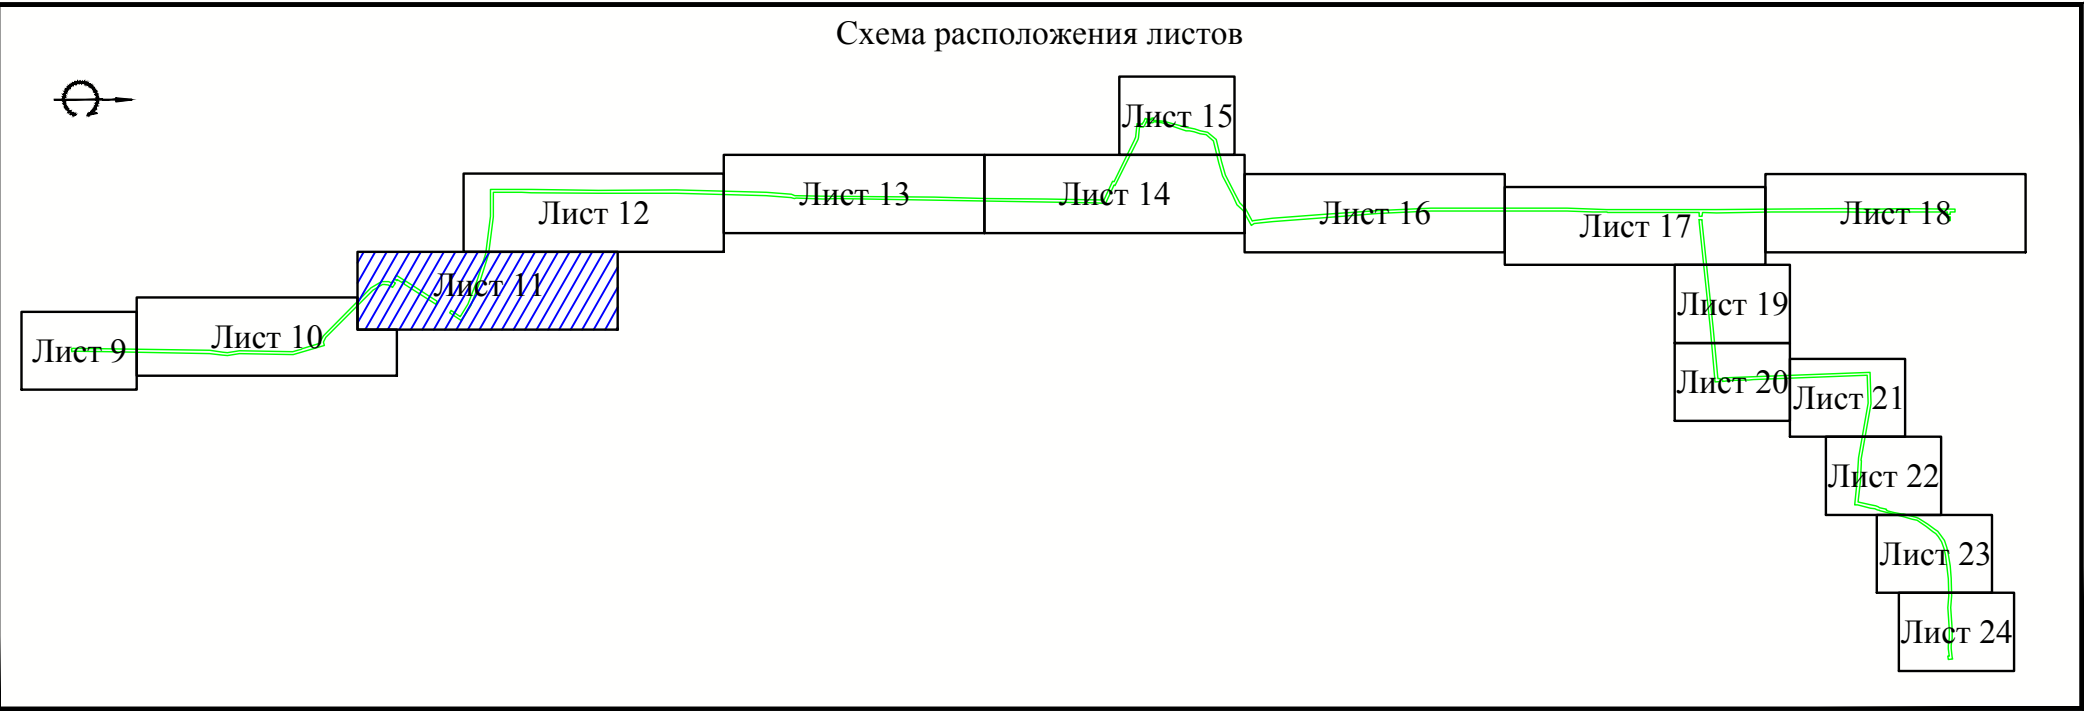 Схема расположения листов
Лист 15
Лист 13
Лист 14
Лист 12
Лист 16
Лист 17
Лист 18
Лист 11
Лист 19
Лист 10
Лист 9
Лист 20
Лист 21
Лист 22
Лист 23
Лист 24